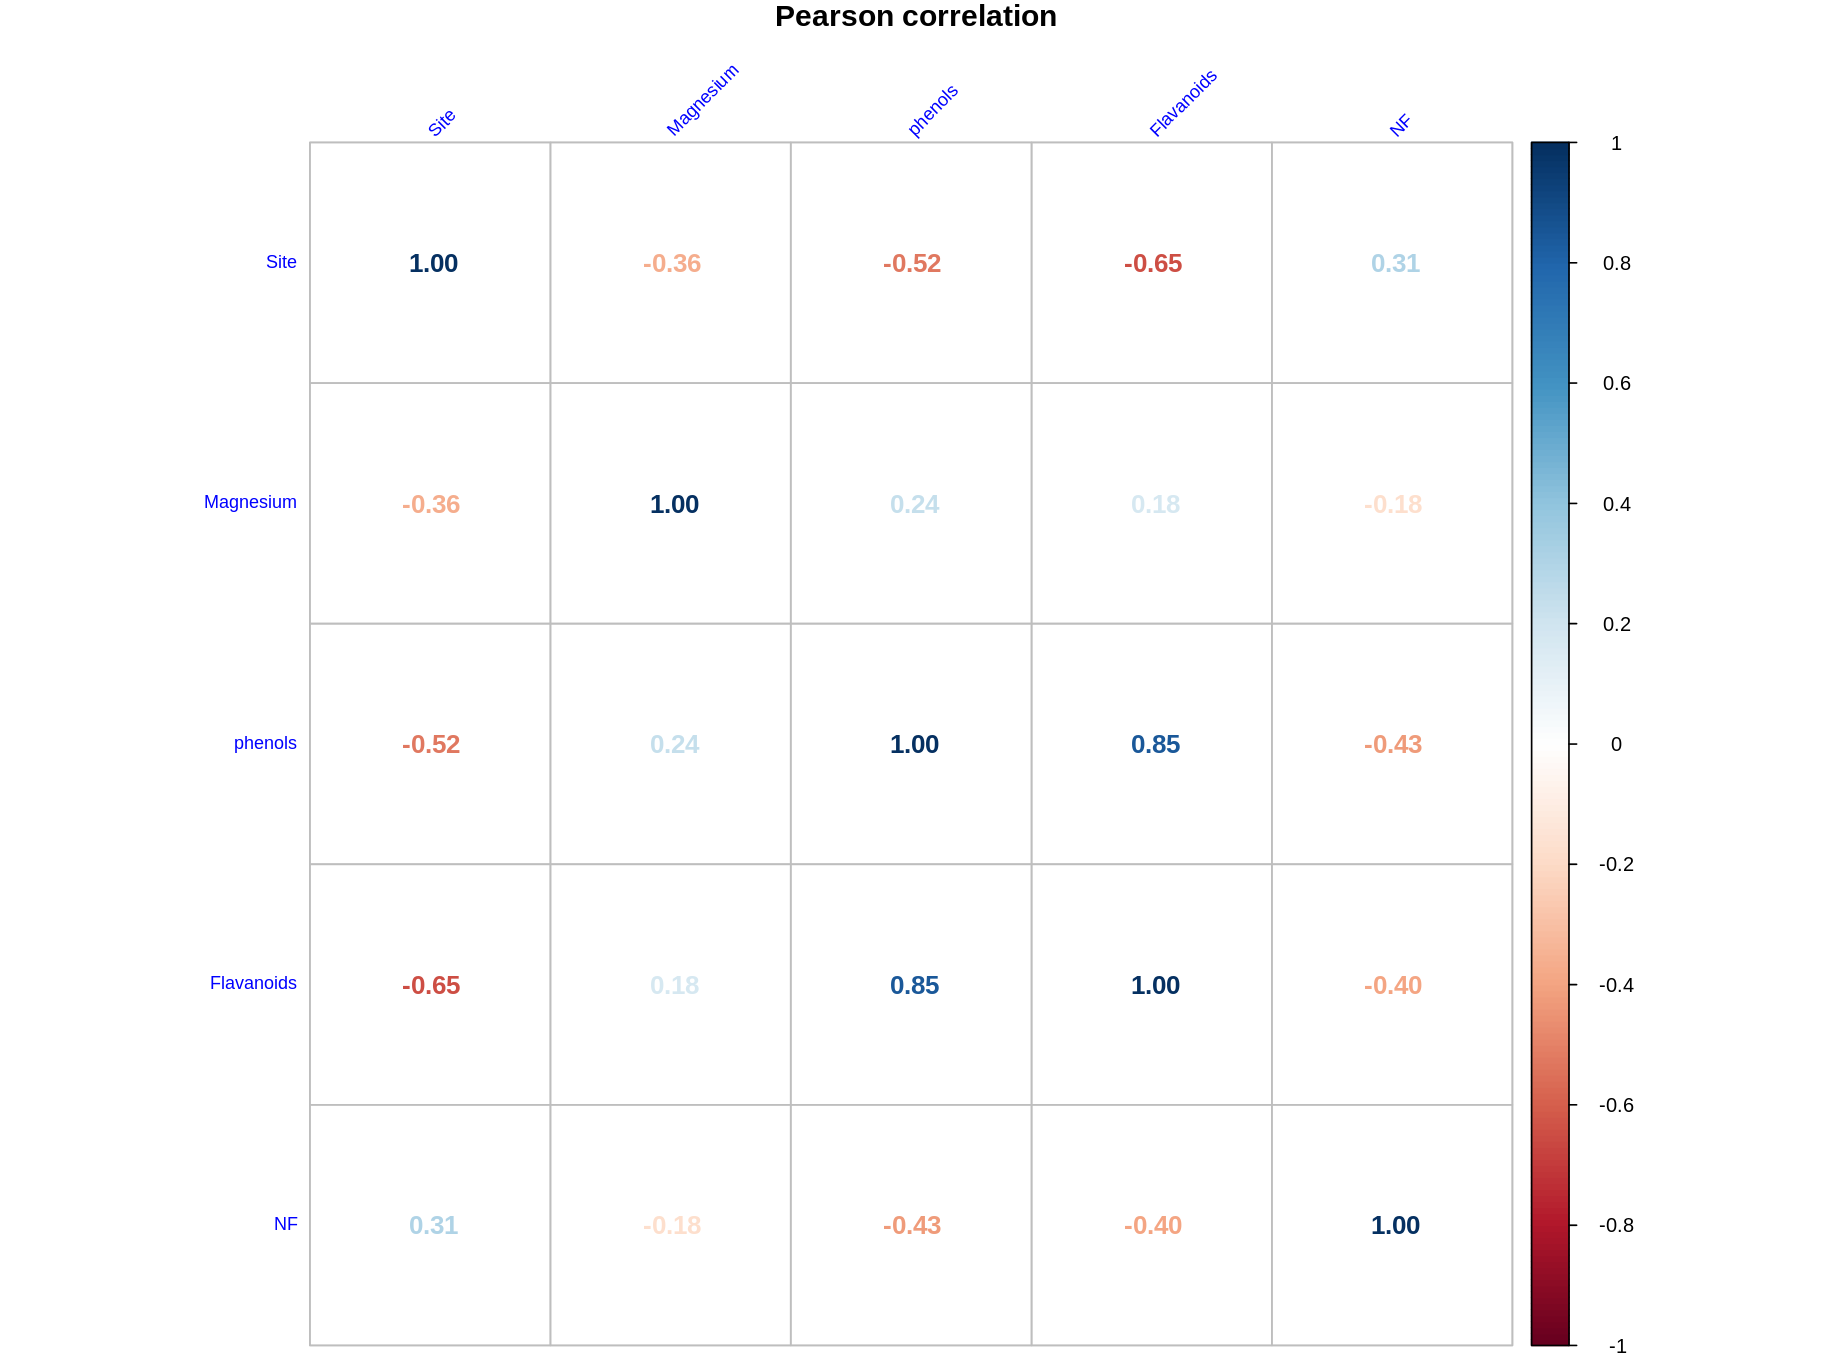 Pearson correlation
Site Magnesium phenols Flavanoids NF
Site 1.00 -0.36 -0.52 -0.65 0.31
Magnesium -0.36 1.00 0.24 0.18 -0.18
phenols -0.52 0.24 1.00 0.85 -0.43
Flavanoids -0.65 0.18 0.85 1.00 -0.40
NF 0.31 -0.18 -0.43 -0.40 1.00
1
0.8
0.6
0.4
0.2
0
-0.2
-0.4
-0.6
-0.8
-1